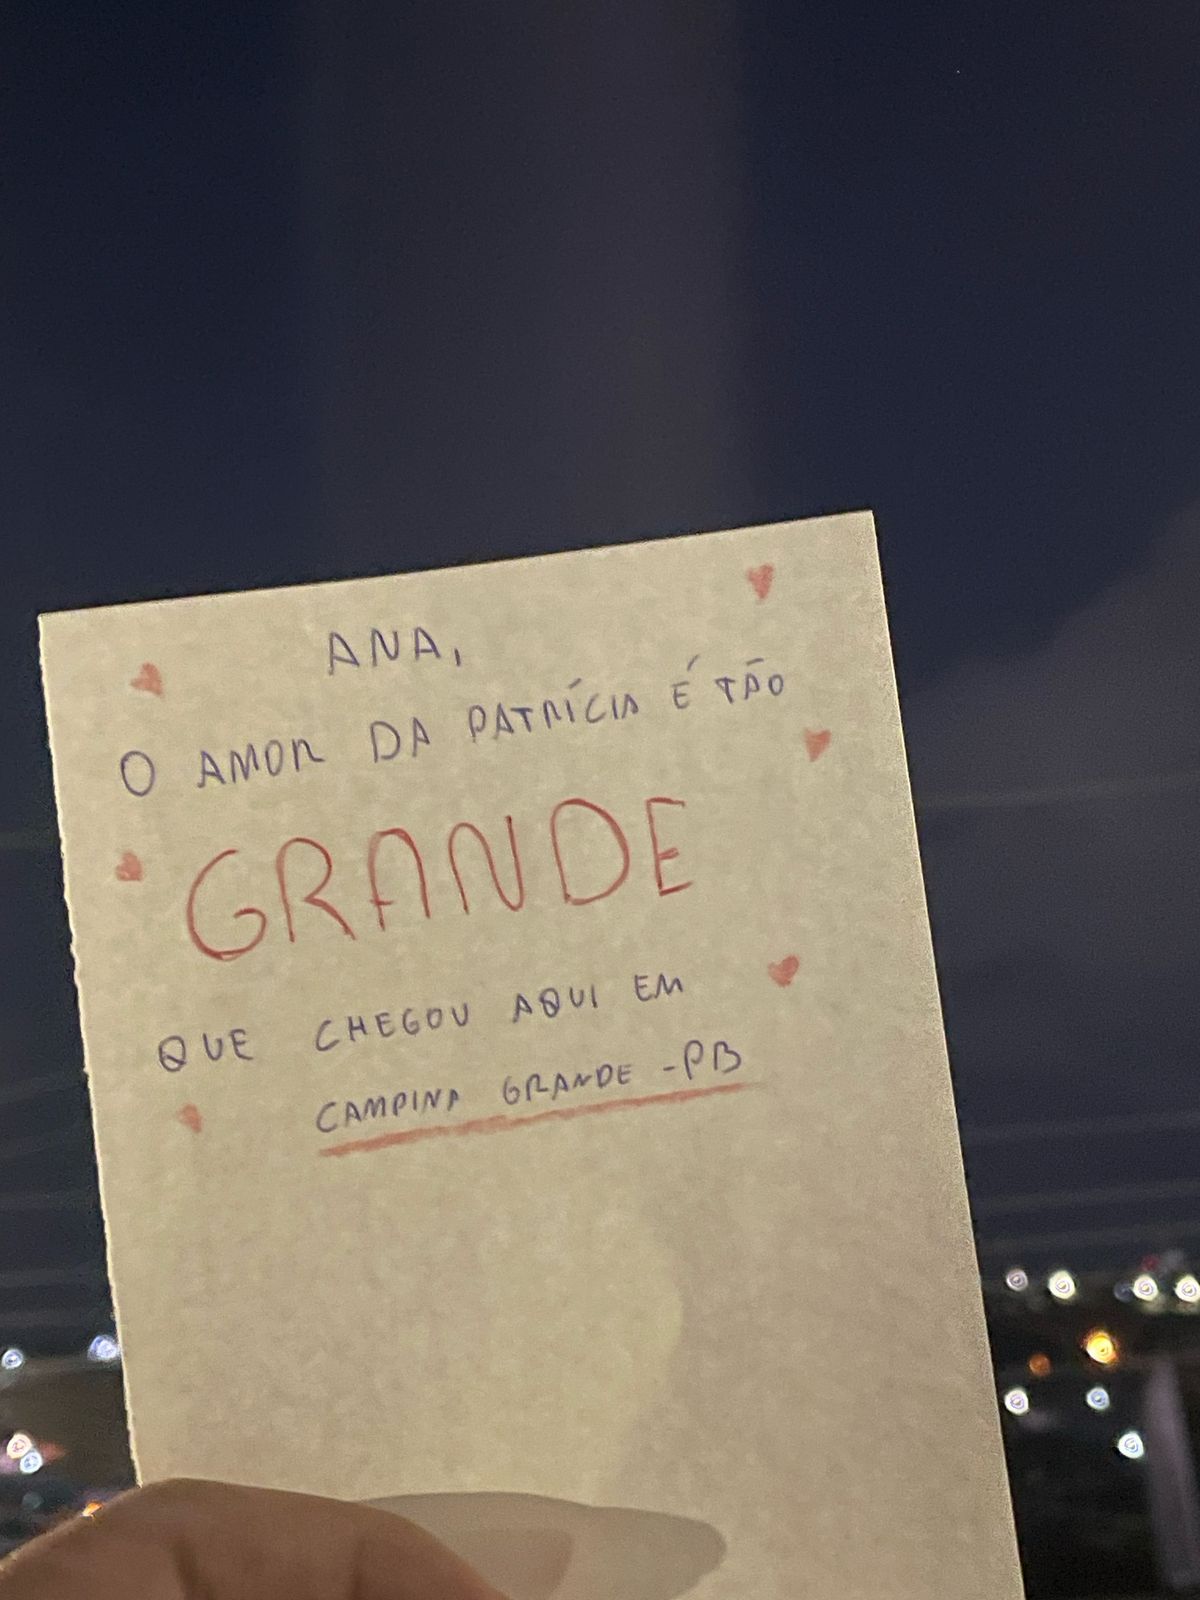 ANA,
O AMOR DA PATRÍCIA É TÃO
GRANDE
QUE CHEGOU AQUI EM
CAMPINA GRANDE - PB